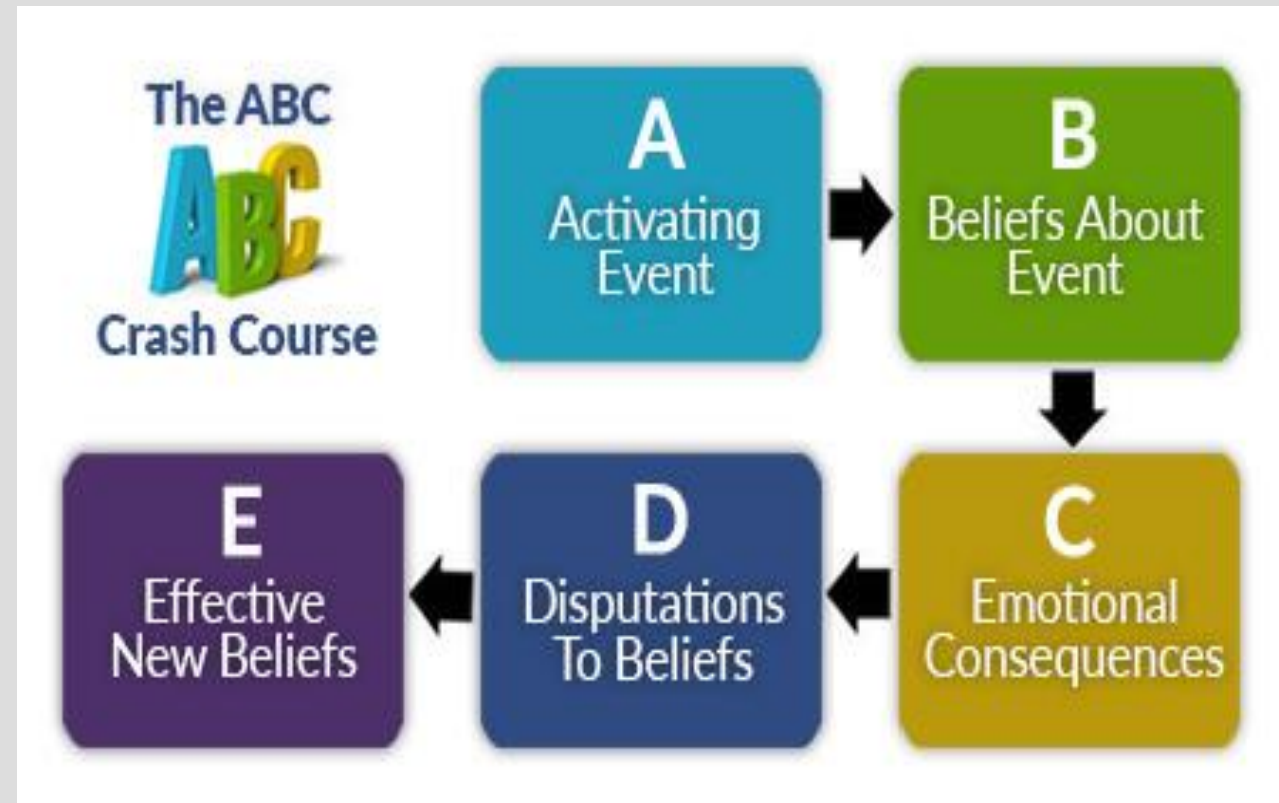 The ABC
ABC
Crash Course
A
Activating
Event
B
Beliefs About
Event
C
Emotional
Consequences
D
Disputations
To Beliefs
E
Effective
New Beliefs